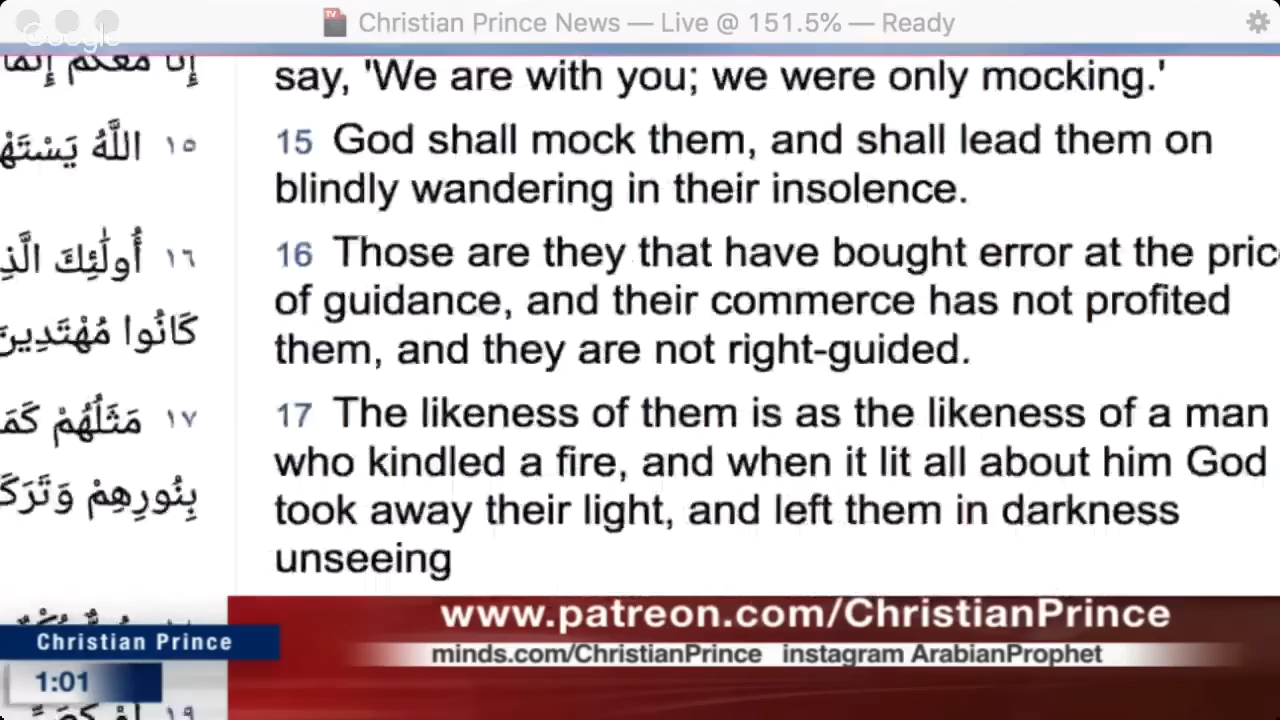 Christian Prince News — Live @ 151.5% — Ready
Google
إِنَّا مَعَكُمْ إِنَّمَا
say, 'We are with you; we were only mocking.'
١٥ اللَّهُ يَسْتَهْ
15 God shall mock them, and shall lead them on
blindly wandering in their insolence.
١٦ أُولَٰئِكَ الَّذِ
16 Those are they that have bought error at the pric
of guidance, and their commerce has not profited
كَانُوا مُهْتَدِينَ
them, and they are not right-guided.
١٧ مَثَلُهُمْ كَمَ
17 The likeness of them is as the likeness of a man
who kindled a fire, and when it lit all about him God
بِنُورِهِمْ وَتَرَكَ
took away their light, and left them in darkness
unseeing
www.patreon.com/ChristianPrince
Christian Prince
minds.com/ChristianPrince instagram ArabianProphet
1:01
١٩ أَوْ كَصَيِّ